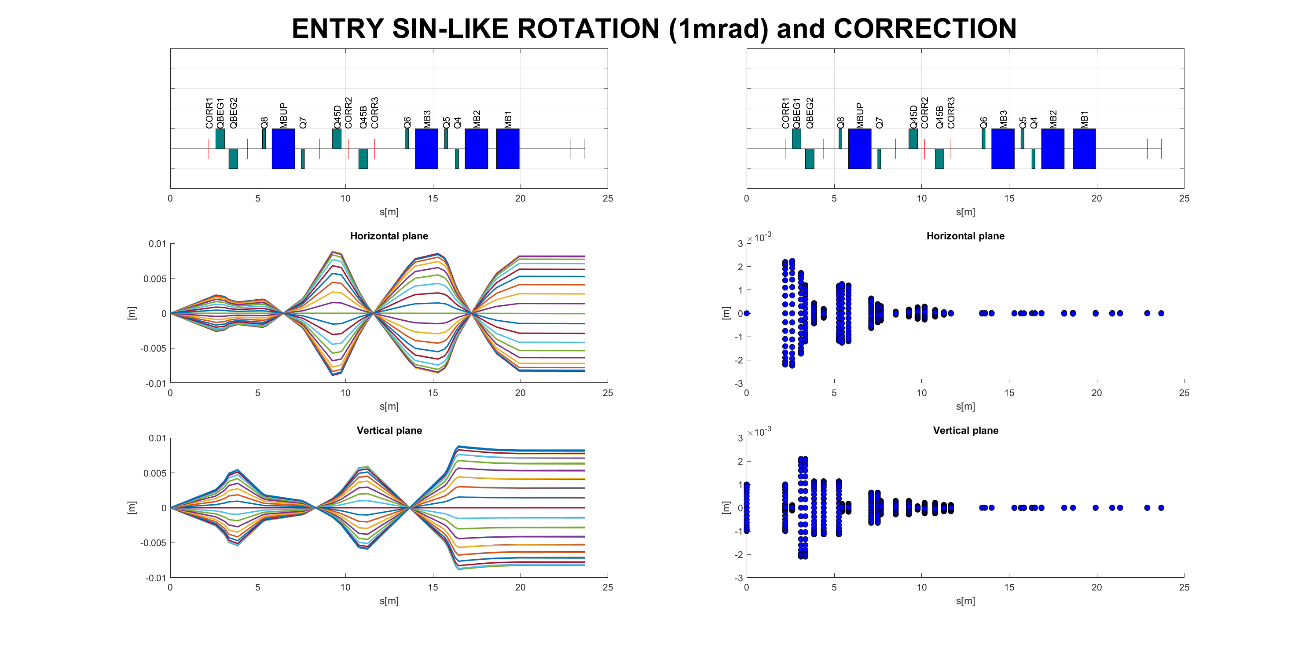 ENTRY SIN-LIKE ROTATION (1mrad) and CORRECTION
CORR1
QBEG1
QBEG2
Q8
MBUP
Q7
Q45D
CORR2
Q45B
CORR3
Q6
MB3
Q5
Q4
MB2
MB1
0 5 10 15 20 25
s[m]
CORR1
QBEG1
QBEG2
Q8
MBUP
Q7
Q45D
CORR2
Q45B
CORR3
Q6
MB3
Q5
Q4
MB2
MB1
0 5 10 15 20 25
s[m]
Horizontal plane
0.01
0.005
0
-0.005
-0.01
[m]
0 5 10 15 20 25
s[m]
Horizontal plane
×10⁻³
3
2
1
0
-1
-2
-3
[m]
0 5 10 15 20 25
s[m]
Vertical plane
0.01
0.005
0
-0.005
-0.01
[m]
0 5 10 15 20 25
s[m]
Vertical plane
×10⁻³
3
2
1
0
-1
-2
-3
[m]
0 5 10 15 20 25
s[m]